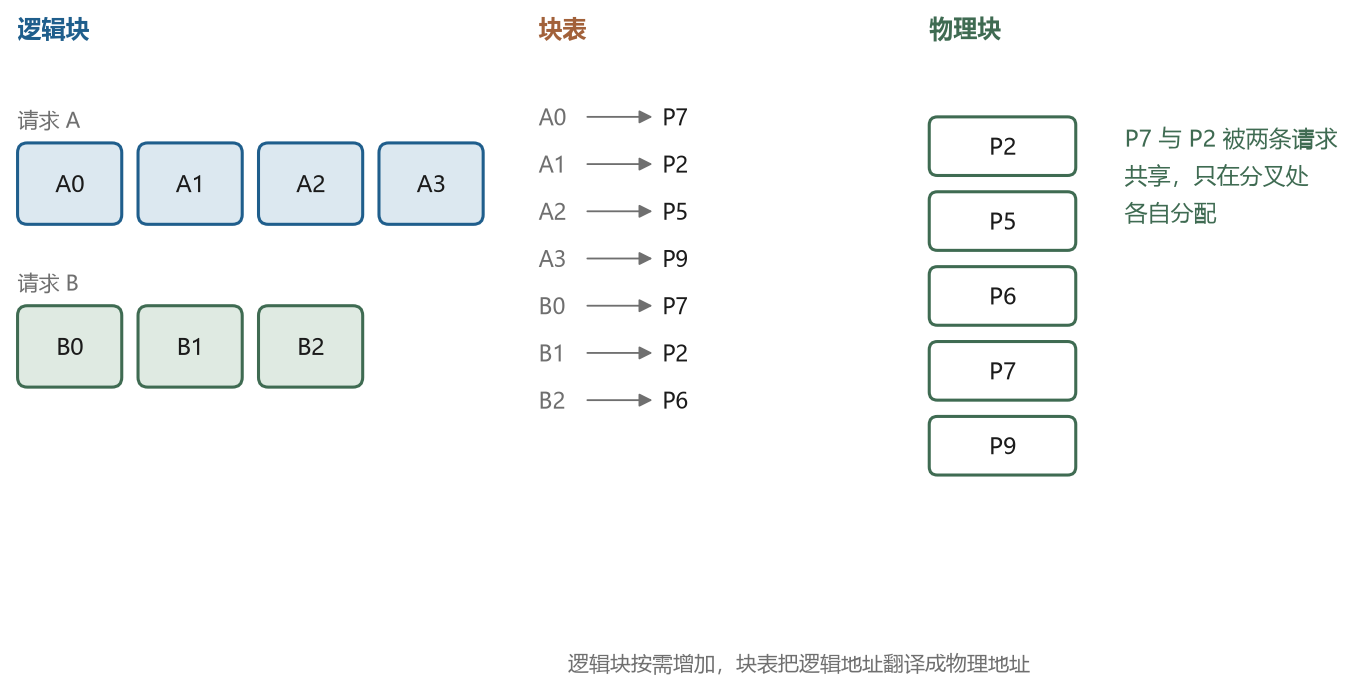 逻辑块
请求 A
A0 A1 A2 A3
请求 B
B0 B1 B2
块表
A0 P7
A1 P2
A2 P5
A3 P9
B0 P7
B1 P2
B2 P6
物理块
P2
P5
P6
P7
P9
P7 与 P2 被两条请求
共享，只在分叉处
各自分配
逻辑块按需增加，块表把逻辑地址翻译成物理地址